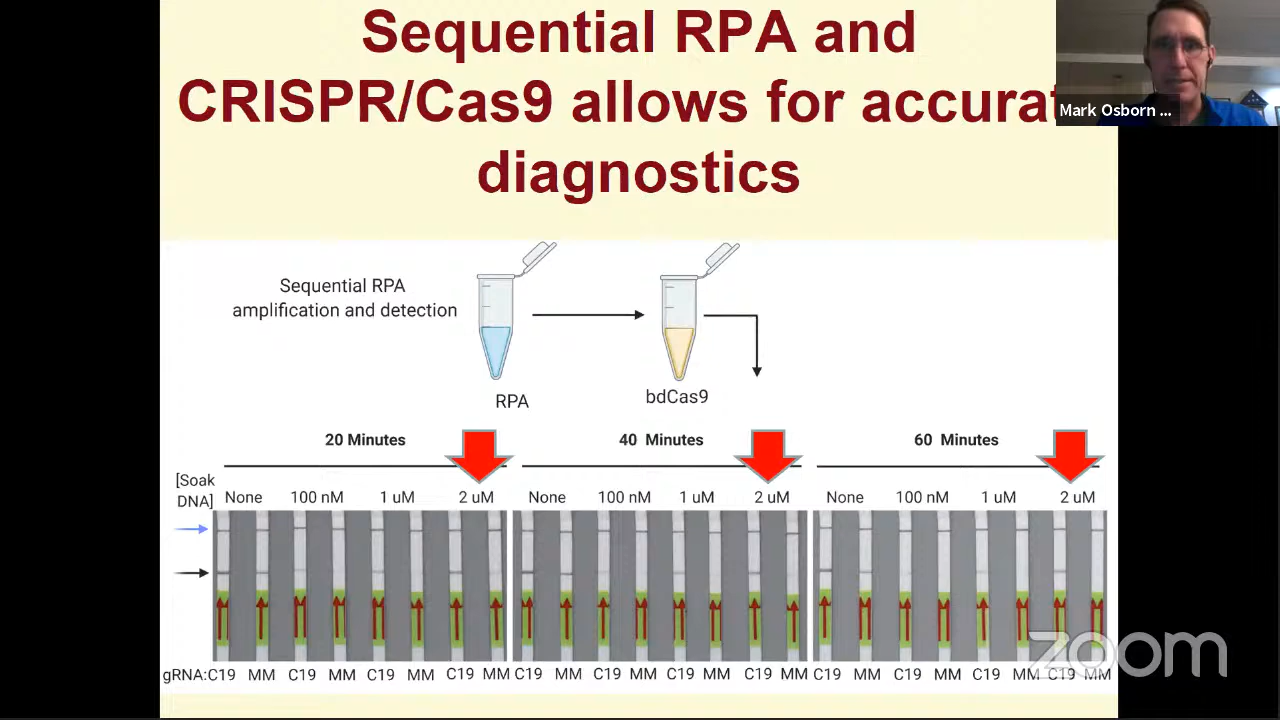 Sequential RPA and
CRISPR/Cas9 allows for accurat
diagnostics
Mark Osborn ...
Sequential RPA
amplification and detection
RPA
bdCas9
20 Minutes
40 Minutes
60 Minutes
[Soak
DNA]
None 100 nM 1 uM 2 uM None 100 nM 1 uM 2 uM None 100 nM 1 uM 2 uM
gRNA: C19 MM C19 MM C19 MM C19 MM C19 MM C19 MM C19 MM C19 MM C19 MM C19 MM C19 MM C19 MM
zoom